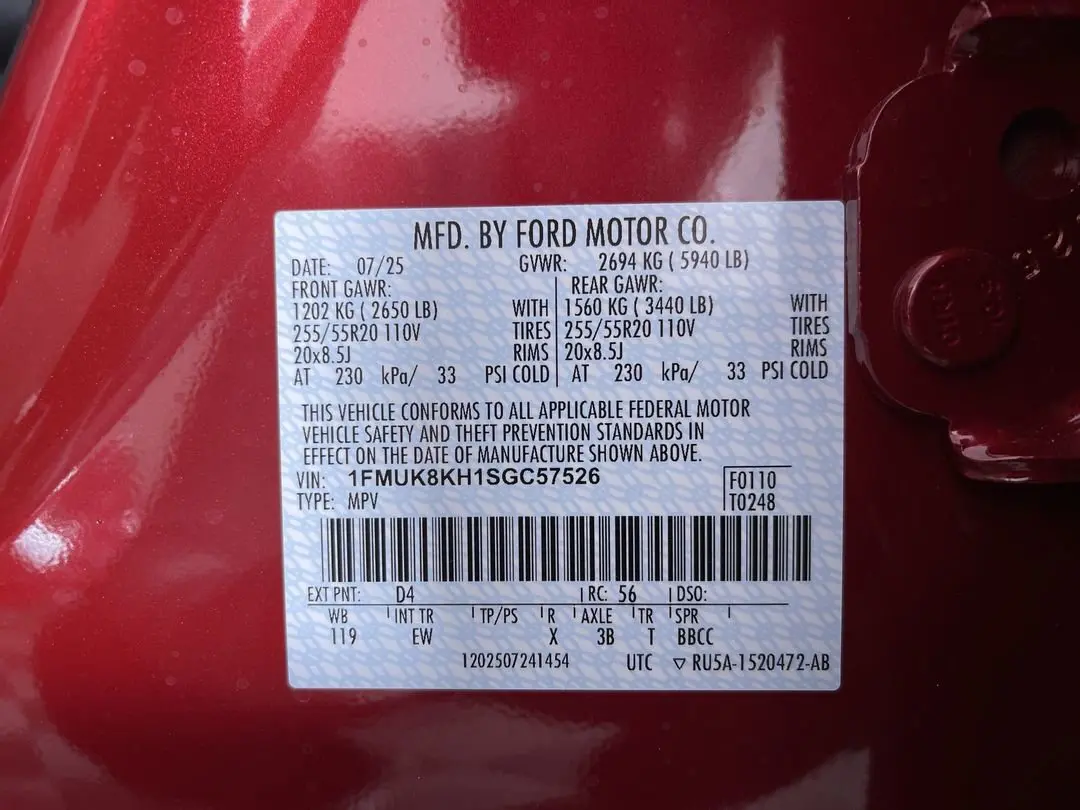 MFD. BY FORD MOTOR CO.
DATE: 07/25 GVWR: 2694 KG ( 5940 LB)
FRONT GAWR: REAR GAWR:
1202 KG ( 2650 LB) WITH 1560 KG ( 3440 LB) WITH
255/55R20 110V TIRES 255/55R20 110V TIRES
20x8.5J RIMS 20x8.5J RIMS
AT 230 kPa/ 33 PSI COLD AT 230 kPa/ 33 PSI COLD
THIS VEHICLE CONFORMS TO ALL APPLICABLE FEDERAL MOTOR
VEHICLE SAFETY AND THEFT PREVENTION STANDARDS IN
EFFECT ON THE DATE OF MANUFACTURE SHOWN ABOVE.
VIN: 1FMUK8KH1SGC57526 F0110
TYPE: MPV T0248
EXT PNT: D4 RC: 56 DSO:
WB INT TR TP/PS R AXLE TR SPR
119 EW X 3B T BBCC
1202507241454 UTC ▽ RU5A-1520472-AB